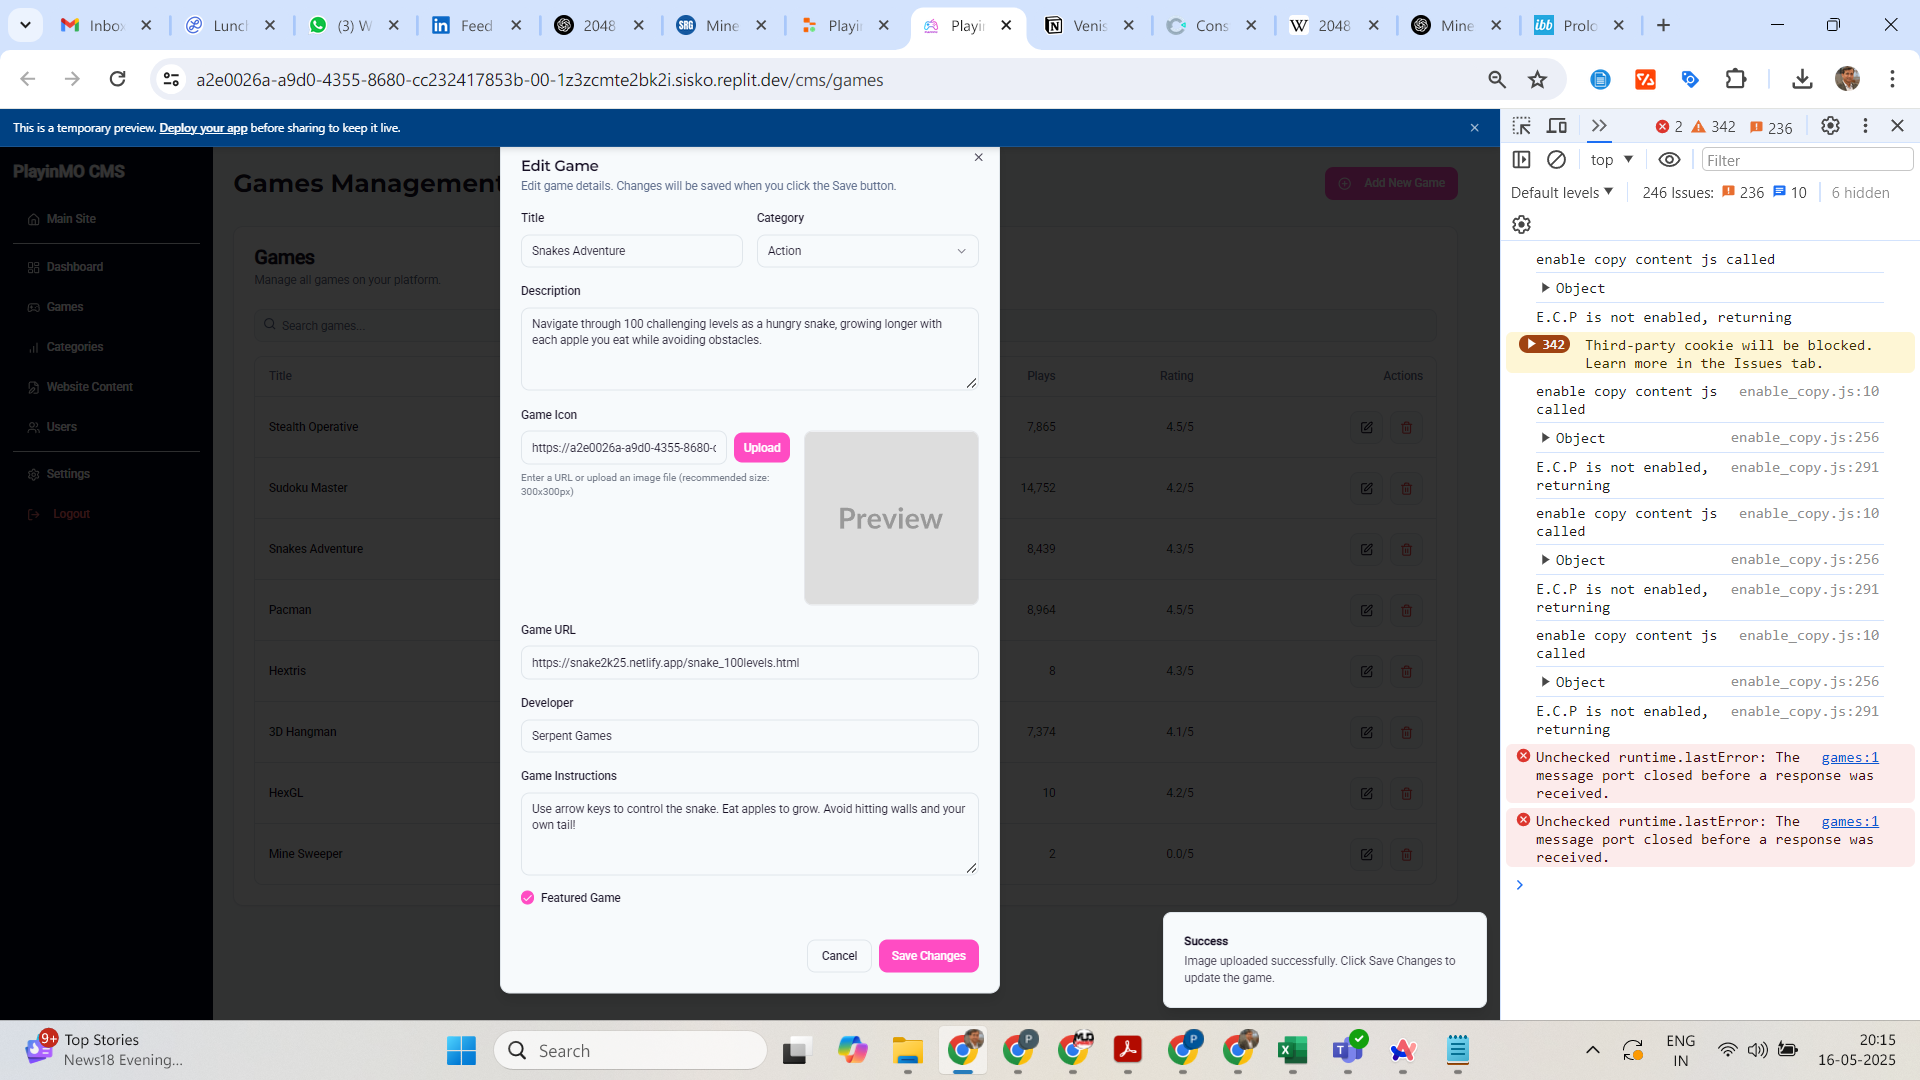 Inbo
Lunch
(3) W
Feed
2048
SRG
Mine
Playin
Playin
Venis
Cons
W
2048
Mine
ibb
Prolo
a2e0026a-a9d0-4355-8680-cc232417853b-00-1z3zcmte2bk2i.sisko.replit.dev/cms/games
This is a temporary preview. Deploy your app before sharing to keep it live.
PlayinMO CMS
Main Site
Dashboard
Games
Categories
Website Content
Users
Settings
Logout
Games Management
Add New Game
Games
Manage all games on your platform.
Search games...
Title
Plays
Rating
Actions
Stealth Operative
7,865
4.5/5
Sudoku Master
14,752
4.2/5
Snakes Adventure
8,439
4.3/5
Pacman
8,964
4.5/5
Hextris
8
4.3/5
3D Hangman
7,374
4.1/5
HexGL
10
4.2/5
Mine Sweeper
2
0.0/5
Edit Game
Edit game details. Changes will be saved when you click the Save button.
Title
Category
Snakes Adventure
Action
Description
Navigate through 100 challenging levels as a hungry snake, growing longer with
each apple you eat while avoiding obstacles.
Game Icon
https://a2e0026a-a9d0-4355-8680-c
Upload
Enter a URL or upload an image file (recommended size:
300x300px)
Preview
Game URL
https://snake2k25.netlify.app/snake_100levels.html
Developer
Serpent Games
Game Instructions
Use arrow keys to control the snake. Eat apples to grow. Avoid hitting walls and your
own tail!
Featured Game
Cancel
Save Changes
Success
Image uploaded successfully. Click Save Changes to
update the game.
2
342
236
top
Filter
Default levels
246 Issues:
236
10
6 hidden
enable copy content js called
Object
E.C.P is not enabled, returning
342
Third-party cookie will be blocked.
Learn more in the Issues tab.
enable copy content js enable_copy.js:10
called
Object enable_copy.js:256
E.C.P is not enabled, enable_copy.js:291
returning
enable copy content js enable_copy.js:10
called
Object enable_copy.js:256
E.C.P is not enabled, enable_copy.js:291
returning
enable copy content js enable_copy.js:10
called
Object enable_copy.js:256
E.C.P is not enabled, enable_copy.js:291
returning
Unchecked runtime.lastError: The games:1
message port closed before a response was
received.
Unchecked runtime.lastError: The games:1
message port closed before a response was
received.
9+
Top Stories
News18 Evening...
Search
P
P
ENG
IN
20:15
16-05-2025